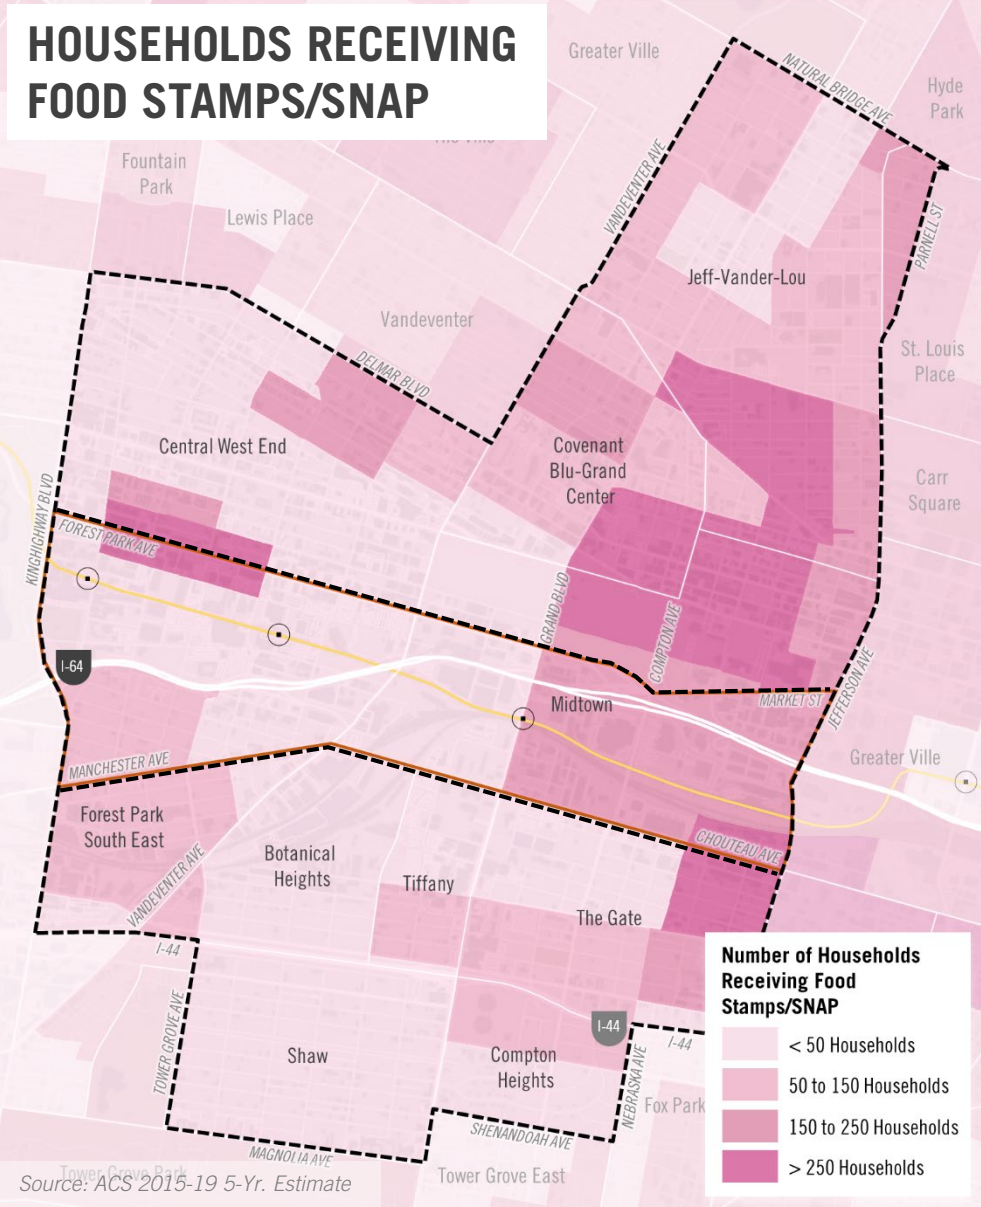 HOUSEHOLDS RECEIVING
FOOD STAMPS/SNAP
Greater Ville
NATURAL BRIDGE AVE
Hyde
Park
Fountain
Park
VANDEVENTER AVE
Lewis Place
PARNELL ST
Jeff-Vander-Lou
Vandeventer
St. Louis
Place
DELMAR BLVD
Central West End
Covenant
Blu-Grand
Center
Carr
Square
KINGHIGHWAY BLVD
FOREST PARK AVE
GRAND BLVD
COMPTON AVE
I-64
JEFFERSON AVE
Midtown
MARKET ST
MANCHESTER AVE
Greater Ville
Forest Park
South East
CHOUTEAU AVE
Botanical
Heights
VANDEVENTER AVE
Tiffany
The Gate
I-44
Number of Households
Receiving Food
Stamps/SNAP
< 50 Households
50 to 150 Households
150 to 250 Households
> 250 Households
I-44
I-44
TOWER GROVE AVE
Shaw
Compton
Heights
NEBRASKA AVE
Fox Park
SHENANDOAH AVE
MAGNOLIA AVE
Tower Grove Park
Tower Grove East
Source: ACS 2015-19 5-Yr. Estimate